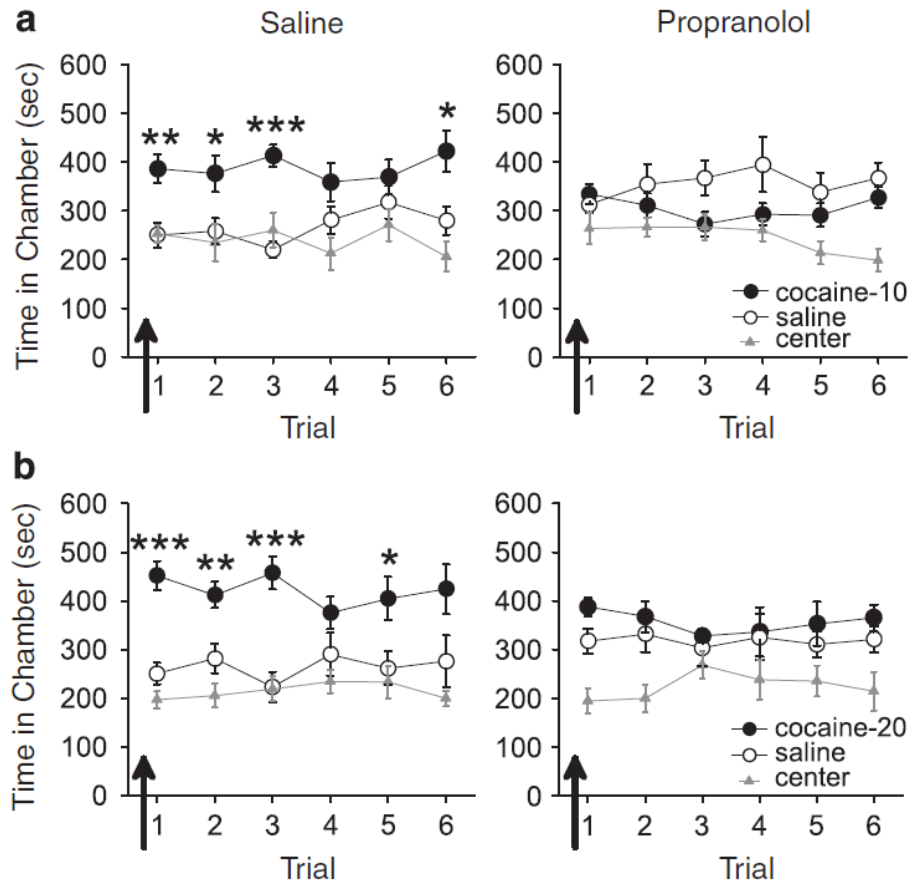 a
Saline
Propranolol
Time in Chamber (sec)
600
500
400
300
200
100
0
** * *** *
1 2 3 4 5 6
Trial
600
500
400
300
200
100
0
cocaine-10
saline
center
1 2 3 4 5 6
Trial
b
Time in Chamber (sec)
600
500
400
300
200
100
0
*** ** *** *
1 2 3 4 5 6
Trial
600
500
400
300
200
100
0
cocaine-20
saline
center
1 2 3 4 5 6
Trial